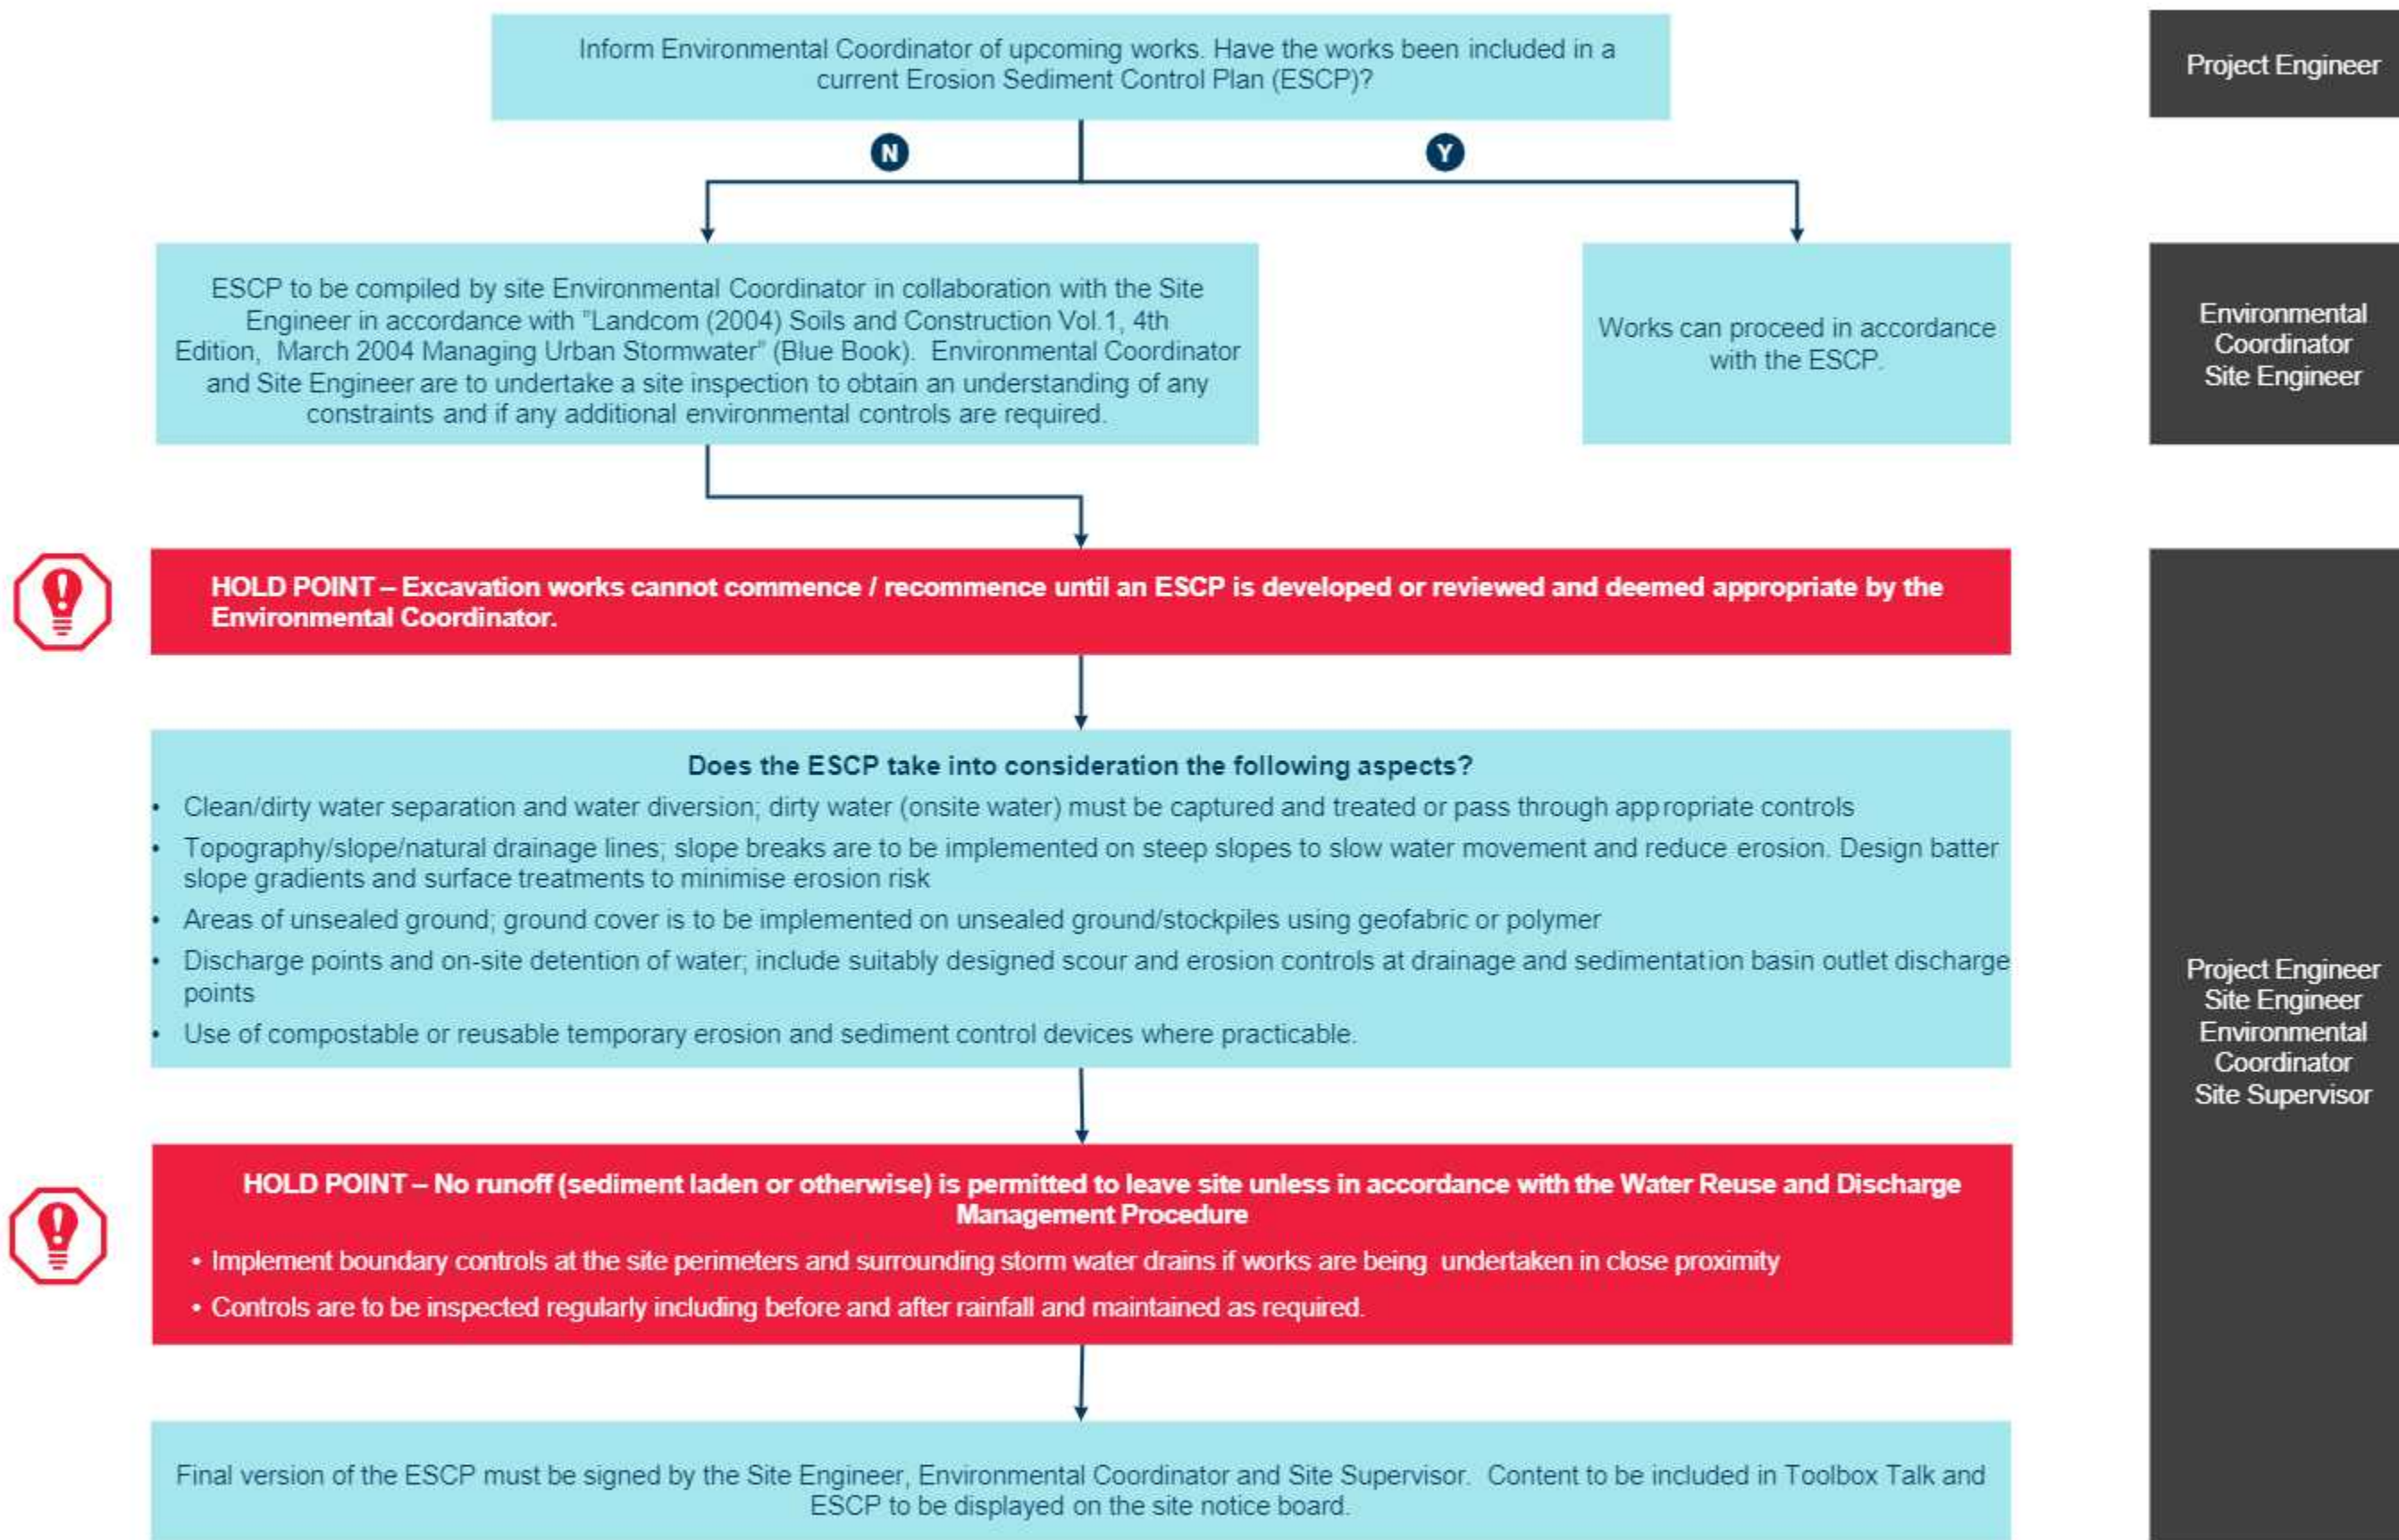 Inform Environmental Coordinator of upcoming works. Have the works been included in a
current Erosion Sediment Control Plan (ESCP)?
Project Engineer
N
Y
ESCP to be compiled by site Environmental Coordinator in collaboration with the Site
Engineer in accordance with "Landcom (2004) Soils and Construction Vol.1, 4th
Edition, March 2004 Managing Urban Stormwater" (Blue Book). Environmental Coordinator
and Site Engineer are to undertake a site inspection to obtain an understanding of any
constraints and if any additional environmental controls are required.
Works can proceed in accordance
with the ESCP.
Environmental
Coordinator
Site Engineer
HOLD POINT – Excavation works cannot commence / recommence until an ESCP is developed or reviewed and deemed appropriate by the
Environmental Coordinator.
Does the ESCP take into consideration the following aspects?
• Clean/dirty water separation and water diversion; dirty water (onsite water) must be captured and treated or pass through appropriate controls
• Topography/slope/natural drainage lines; slope breaks are to be implemented on steep slopes to slow water movement and reduce erosion. Design batter
slope gradients and surface treatments to minimise erosion risk
• Areas of unsealed ground; ground cover is to be implemented on unsealed ground/stockpiles using geofabric or polymer
• Discharge points and on-site detention of water; include suitably designed scour and erosion controls at drainage and sedimentation basin outlet discharge
points
• Use of compostable or reusable temporary erosion and sediment control devices where practicable.
Project Engineer
Site Engineer
Environmental
Coordinator
Site Supervisor
HOLD POINT – No runoff (sediment laden or otherwise) is permitted to leave site unless in accordance with the Water Reuse and Discharge
Management Procedure
• Implement boundary controls at the site perimeters and surrounding storm water drains if works are being undertaken in close proximity
• Controls are to be inspected regularly including before and after rainfall and maintained as required.
Final version of the ESCP must be signed by the Site Engineer, Environmental Coordinator and Site Supervisor. Content to be included in Toolbox Talk and
ESCP to be displayed on the site notice board.